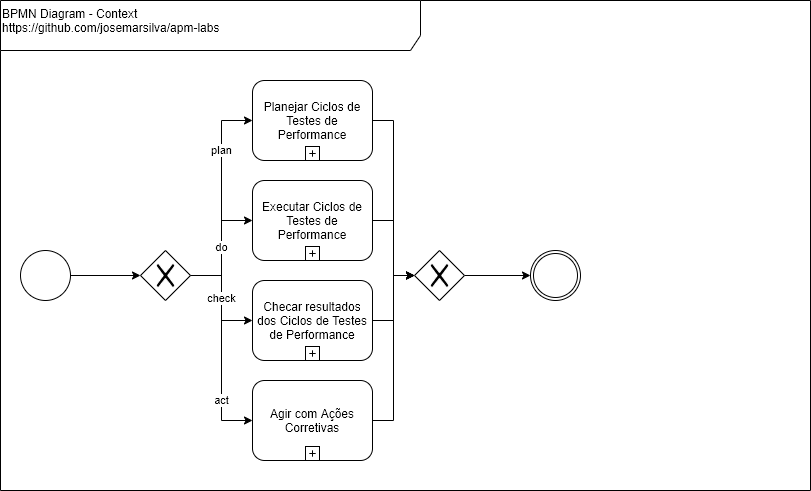 BPMN Diagram - Context
https://github.com/josemarsilva/apm-labs
Planejar Ciclos de
Testes de
Performance
plan
Executar Ciclos de
Testes de
Performance
do
check
Checar resultados
dos Ciclos de Testes
de Performance
act
Agir com Ações
Corretivas